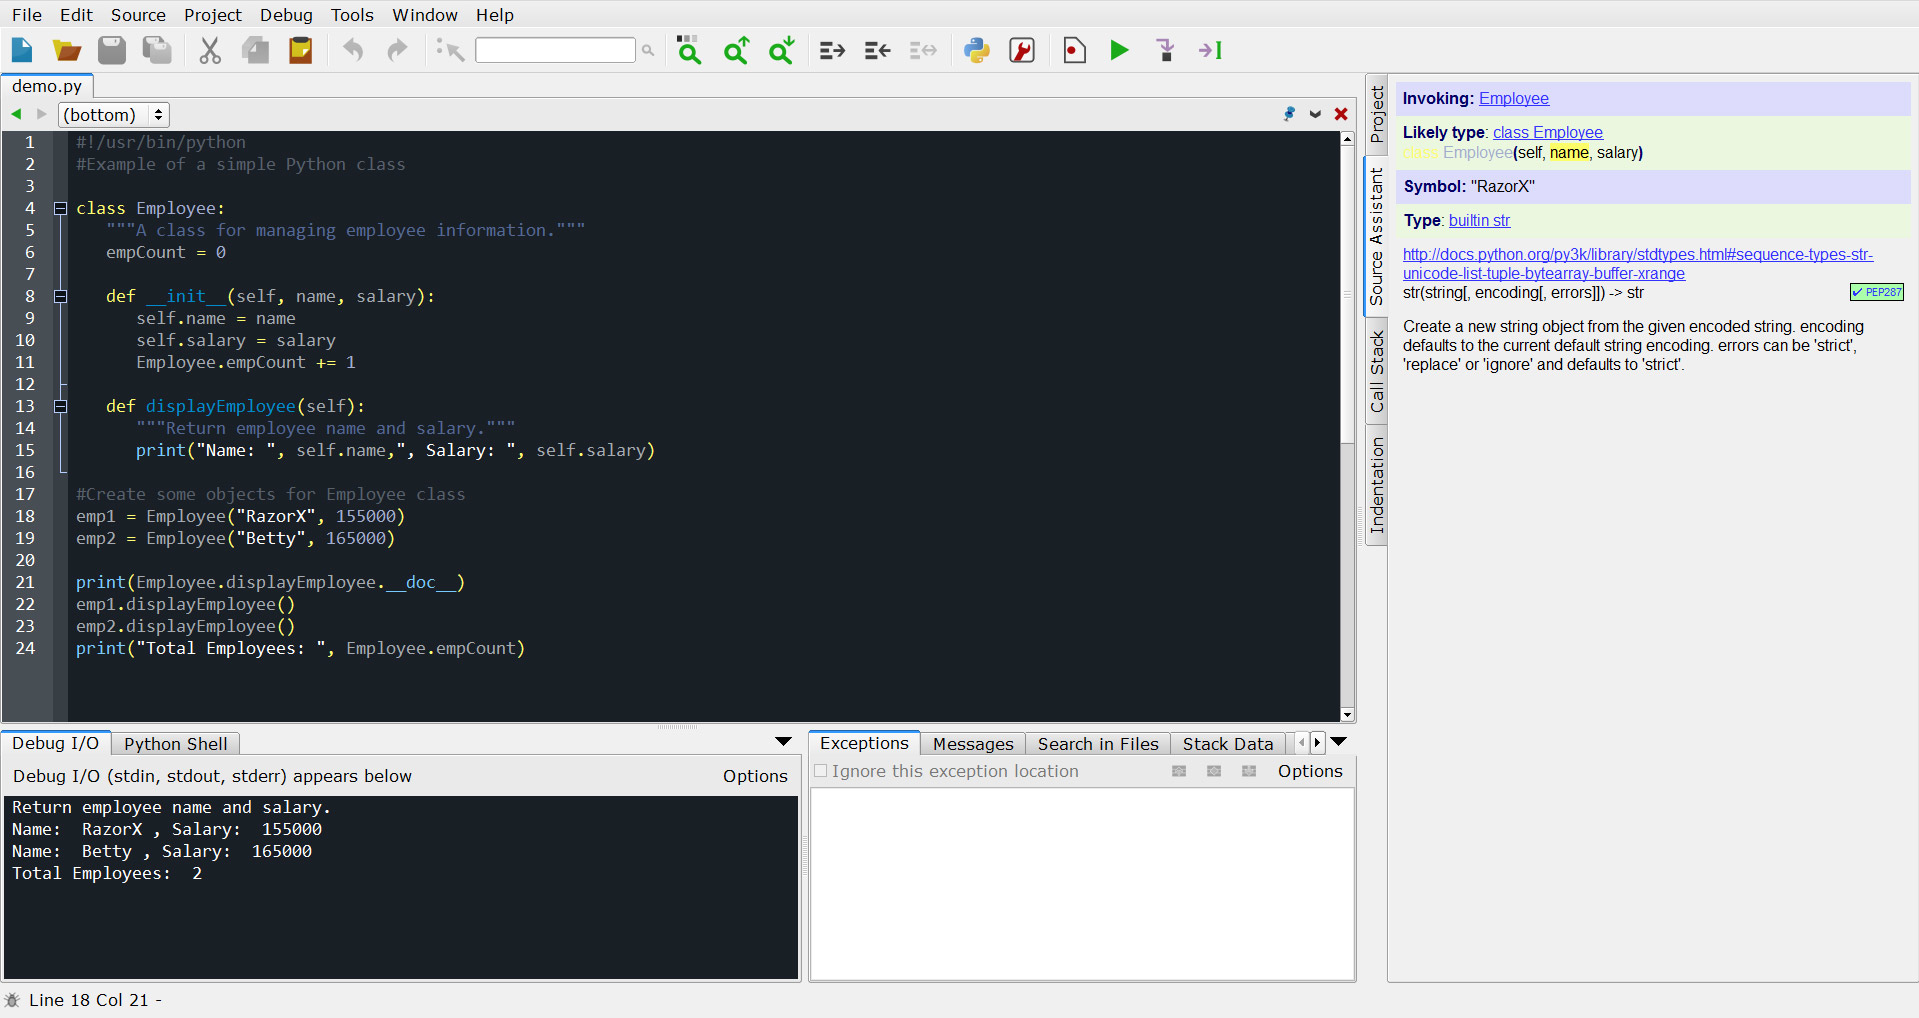 File Edit Source Project Debug Tools Window Help
demo.py
(bottom)
1 #!/usr/bin/python
2 #Example of a simple Python class
3
4 class Employee:
5 """A class for managing employee information."""
6 empCount = 0
7
8 def __init__(self, name, salary):
9 self.name = name
10 self.salary = salary
11 Employee.empCount += 1
12
13 def displayEmployee(self):
14 """Return employee name and salary."""
15 print("Name: ", self.name,", Salary: ", self.salary)
16
17 #Create some objects for Employee class
18 emp1 = Employee("RazorX", 155000)
19 emp2 = Employee("Betty", 165000)
20
21 print(Employee.displayEmployee.__doc__)
22 emp1.displayEmployee()
23 emp2.displayEmployee()
24 print("Total Employees: ", Employee.empCount)
Project
Source Assistant
Call Stack
Indentation
Invoking: Employee
Likely type: class Employee
class Employee(self, name, salary)
Symbol: "RazorX"
Type: builtin str
http://docs.python.org/py3k/library/stdtypes.html#sequence-types-str-
unicode-list-tuple-bytearray-buffer-xrange
str(string[, encoding[, errors]]) -> str
✓ PEP287
Create a new string object from the given encoded string. encoding
defaults to the current default string encoding. errors can be 'strict',
'replace' or 'ignore' and defaults to 'strict'.
Debug I/O Python Shell
Debug I/O (stdin, stdout, stderr) appears below Options
Return employee name and salary.
Name:  RazorX , Salary:  155000
Name:  Betty , Salary:  165000
Total Employees:  2
Exceptions Messages Search in Files Stack Data
Ignore this exception location Options
Line 18 Col 21 -